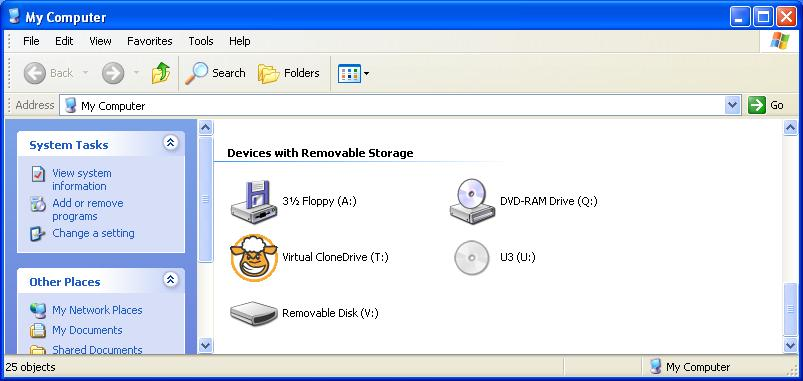 My Computer
File Edit View Favorites Tools Help
Back Search Folders
Address My Computer Go
System Tasks
View system
information
Add or remove
programs
Change a setting
Other Places
My Network Places
My Documents
Shared Documents
Devices with Removable Storage
3½ Floppy (A:) DVD-RAM Drive (Q:)
Virtual CloneDrive (T:) U3 (U:)
Removable Disk (V:)
25 objects My Computer